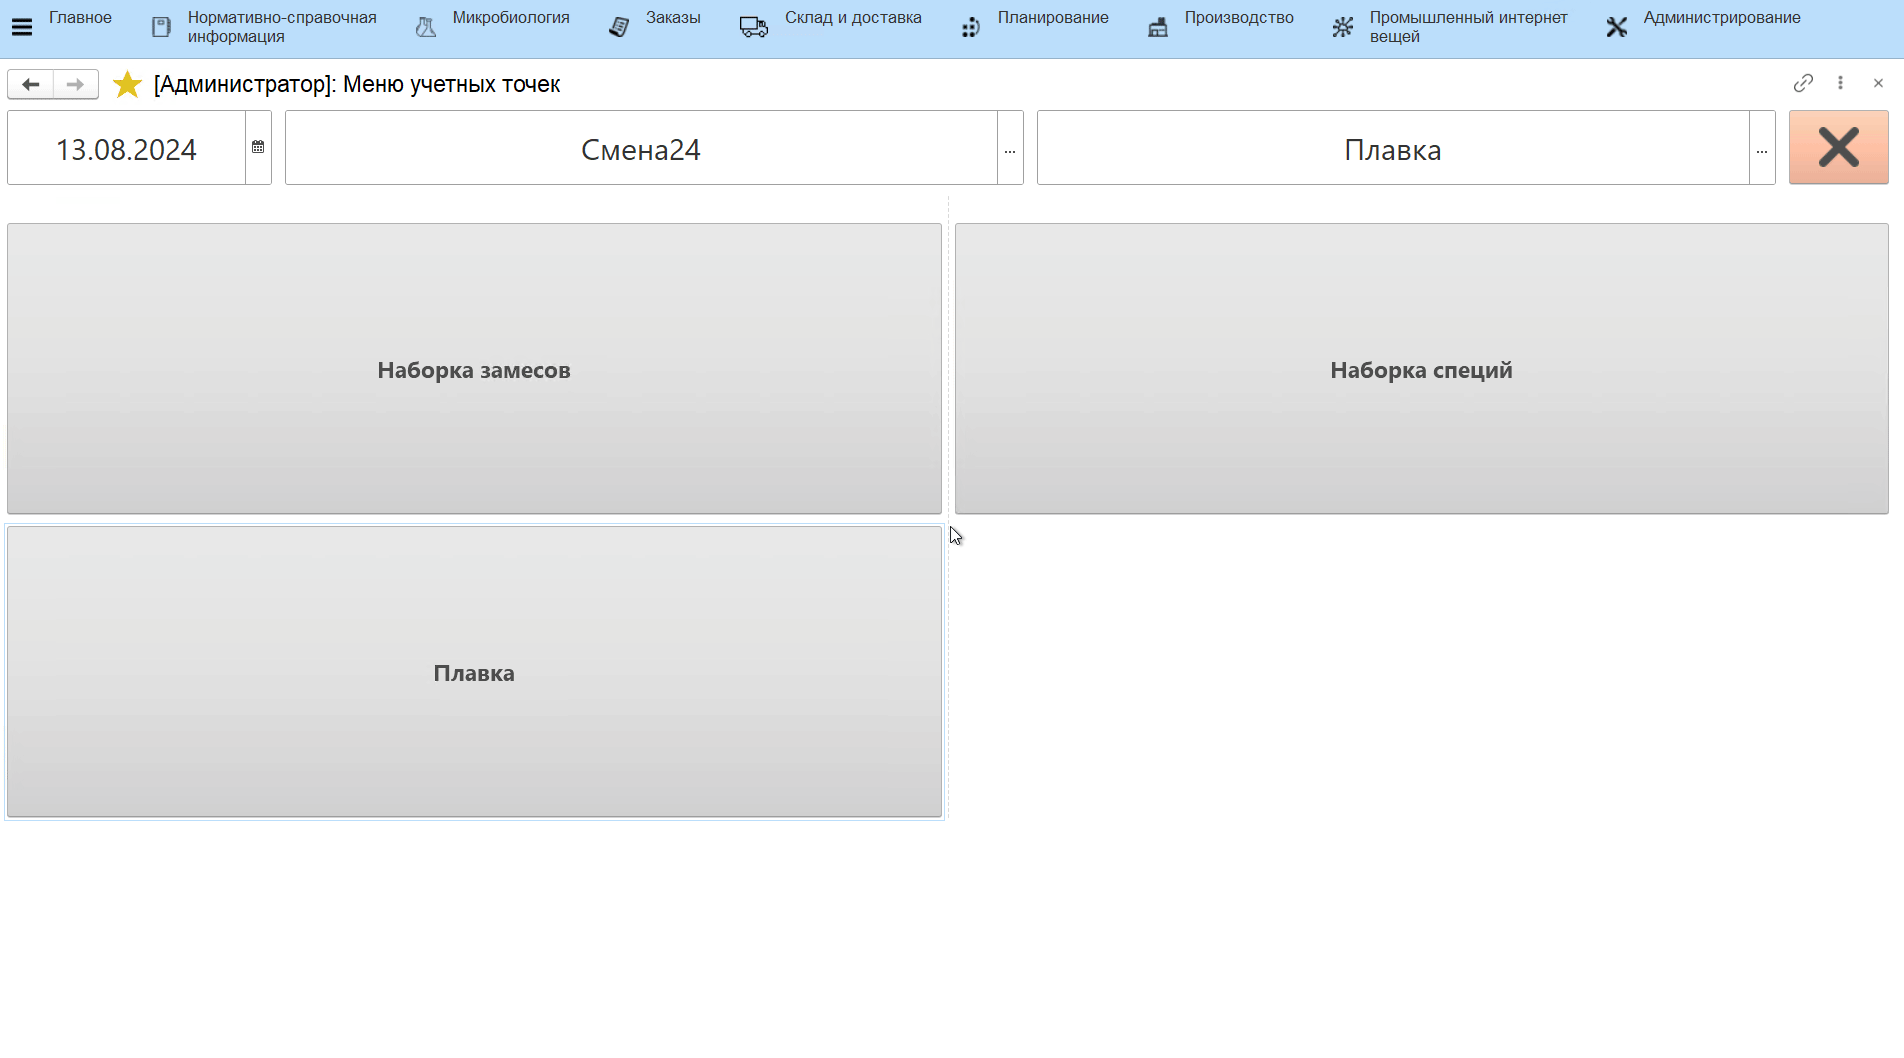 Главное
Нормативно-справочная
информация
Микробиология
Заказы
Склад и доставка
Планирование
Производство
Промышленный интернет
вещей
Администрирование
[Администратор]: Меню учетных точек
13.08.2024
Смена24
...
Плавка
...
Наборка замесов
Наборка специй
Плавка